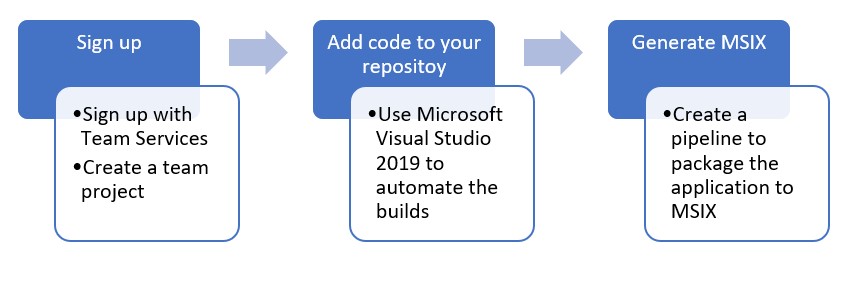 Sign up
•Sign up with
Team Services
•Create a team
project
Add code to your
repositoy
•Use Microsoft
Visual Studio
2019 to
automate the
builds
Generate MSIX
•Create a
pipeline to
package the
application to
MSIX